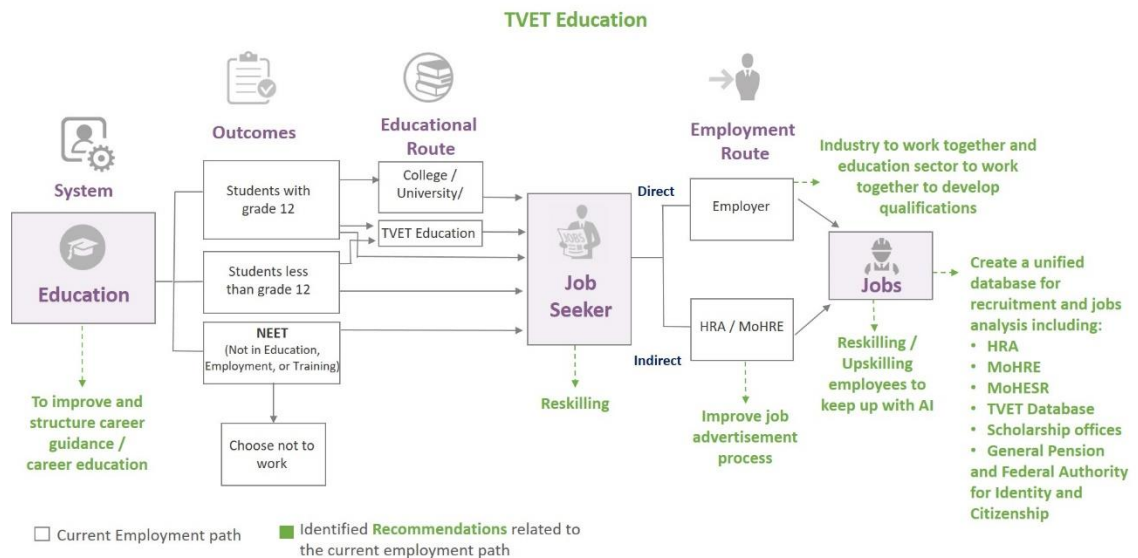 TVET Education
System
Education
To improve and
structure career
guidance /
career education
Outcomes
Students with
grade 12
Students less
than grade 12
NEET
(Not in Education,
Employment, or Training)
Choose not to
work
Educational
Route
College /
University/
TVET Education
JOBS
Job
Seeker
Reskilling
Employment
Route
Direct
Employer
Indirect
HRA / MoHRE
Improve job
advertisement
process
Industry to work together and
education sector to work
together to develop
qualifications
Jobs
Reskilling /
Upskilling
employees to
keep up with AI
Create a unified
database for
recruitment and jobs
analysis including:
• HRA
• MoHRE
• MoHESR
• TVET Database
• Scholarship offices
• General Pension
and Federal Authority
for Identity and
Citizenship
Current Employment path
Identified Recommendations related to
the current employment path